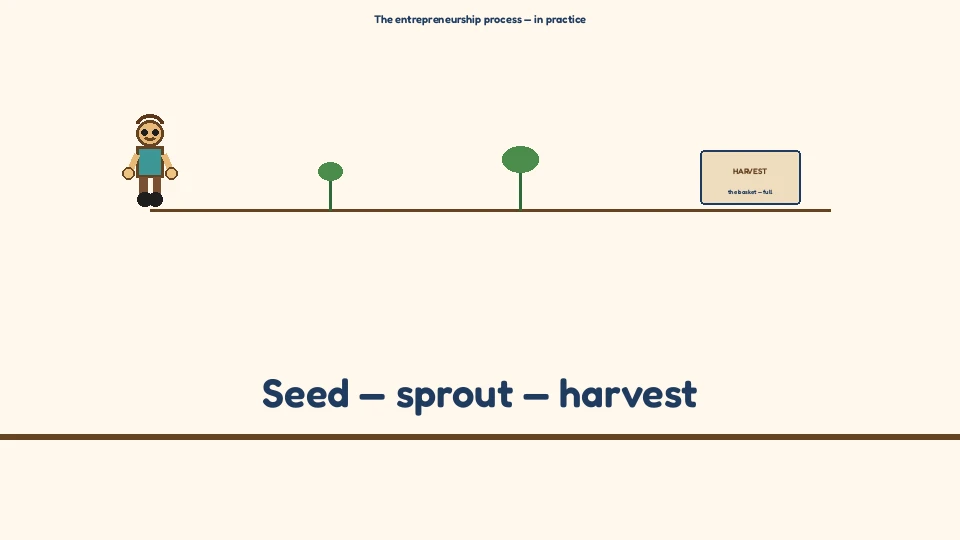 The entrepreneurship process — in practice
HARVEST
the basket — full
Seed — sprout — harvest